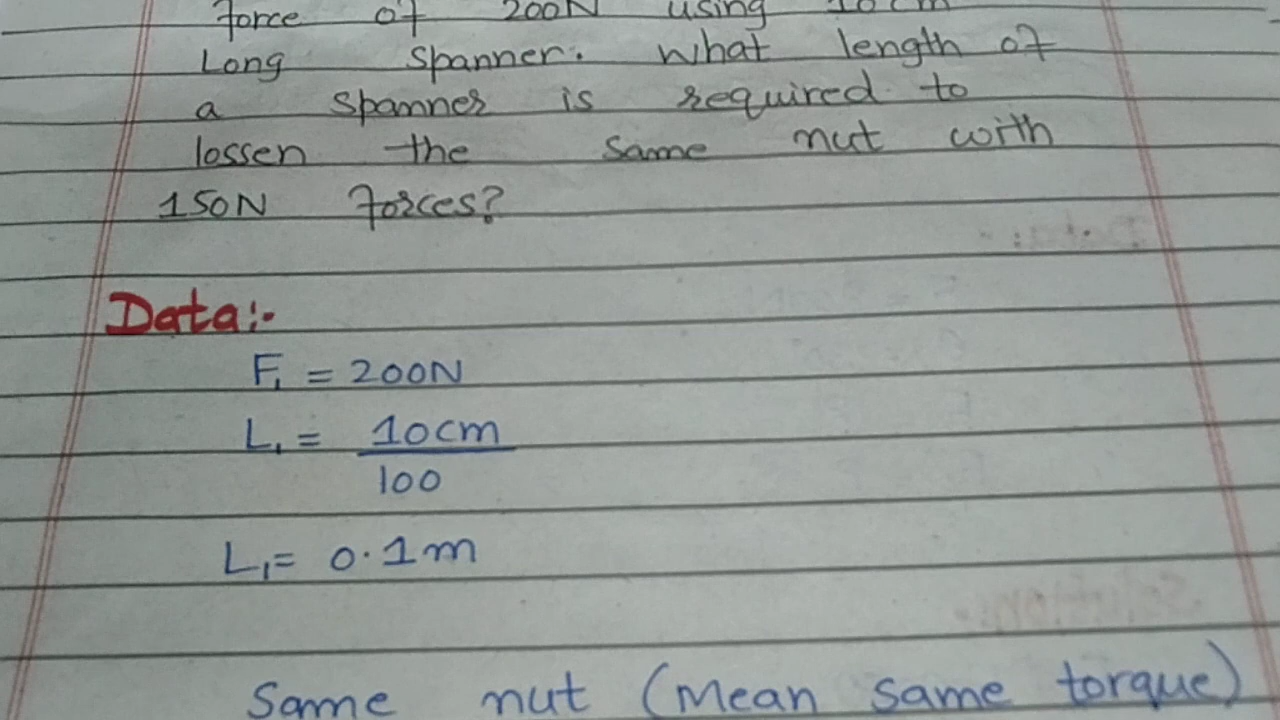 force of 200N using 10cm
Long spanner. What length of
a spanner is required to
lossen the same nut with
150N forces?
Data:-
F₁ = 200N
L₁ = 10cm
100
L₁= 0.1m
Same nut (Mean same torque)